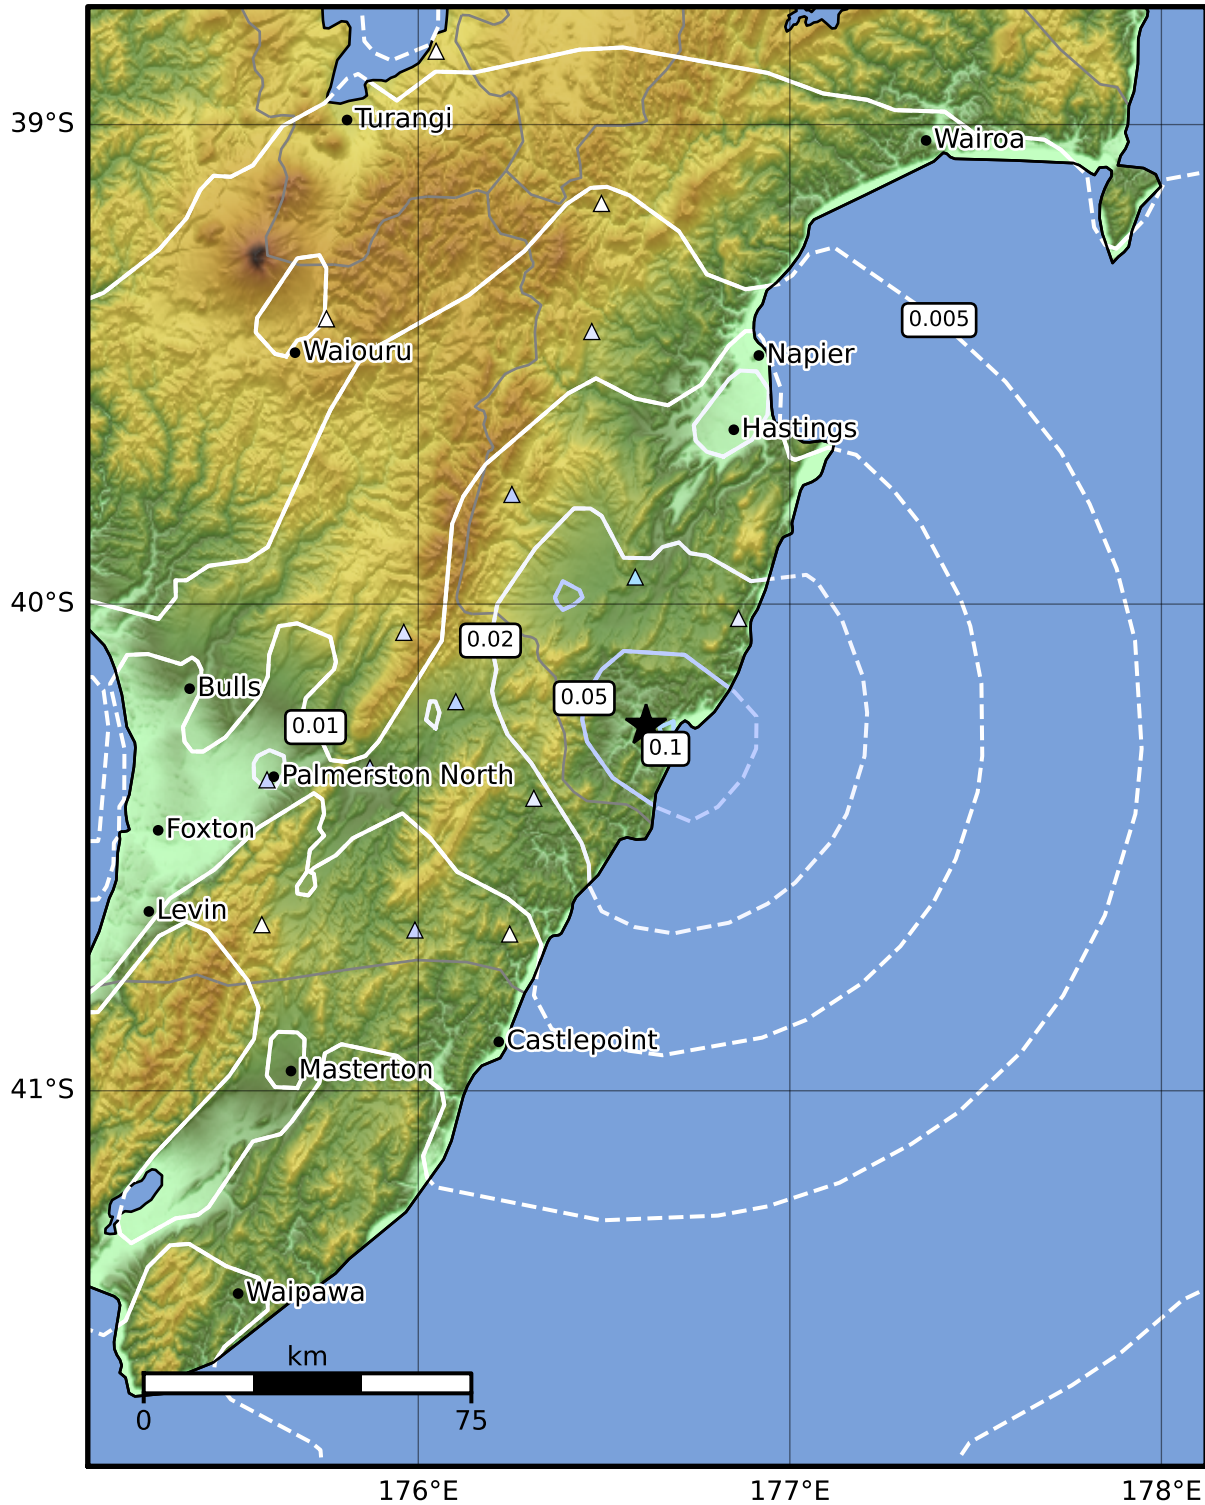 39°S
Turangi
Wairoa
0.005
Waiouru
Napier
Hastings
40°S
0.02
Bulls
0.05
0.01
0.1
Palmerston North
Foxton
Levin
Castlepoint
Masterton
41°S
Waipawa
km
0 75
176°E 177°E 178°E